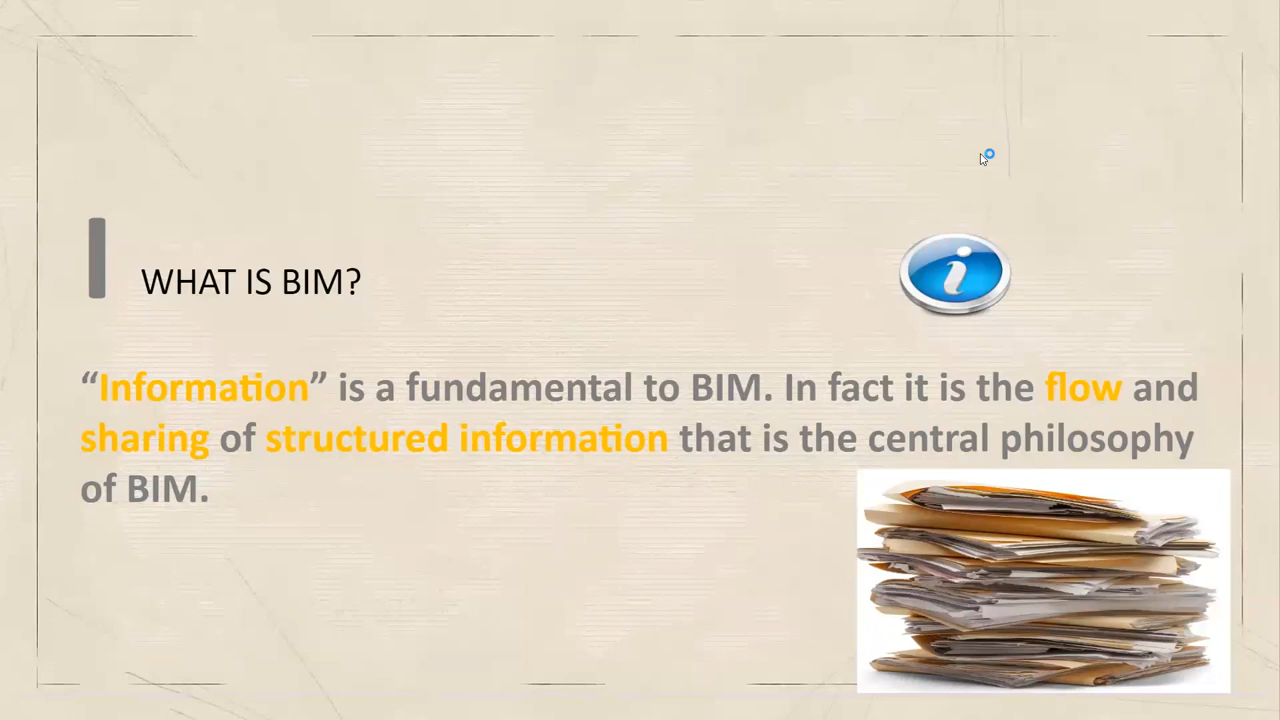 I WHAT IS BIM?
i
“Information” is a fundamental to BIM. In fact it is the flow and
sharing of structured information that is the central philosophy
of BIM.